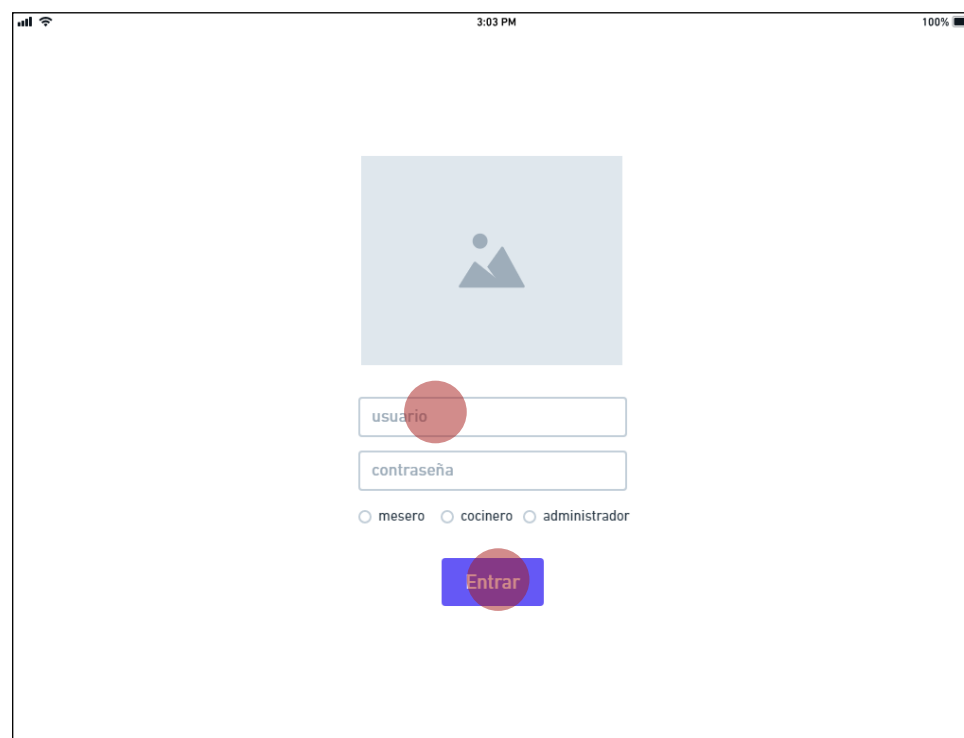 3:03 PM 100%
usuario
contraseña
mesero cocinero administrador
Entrar